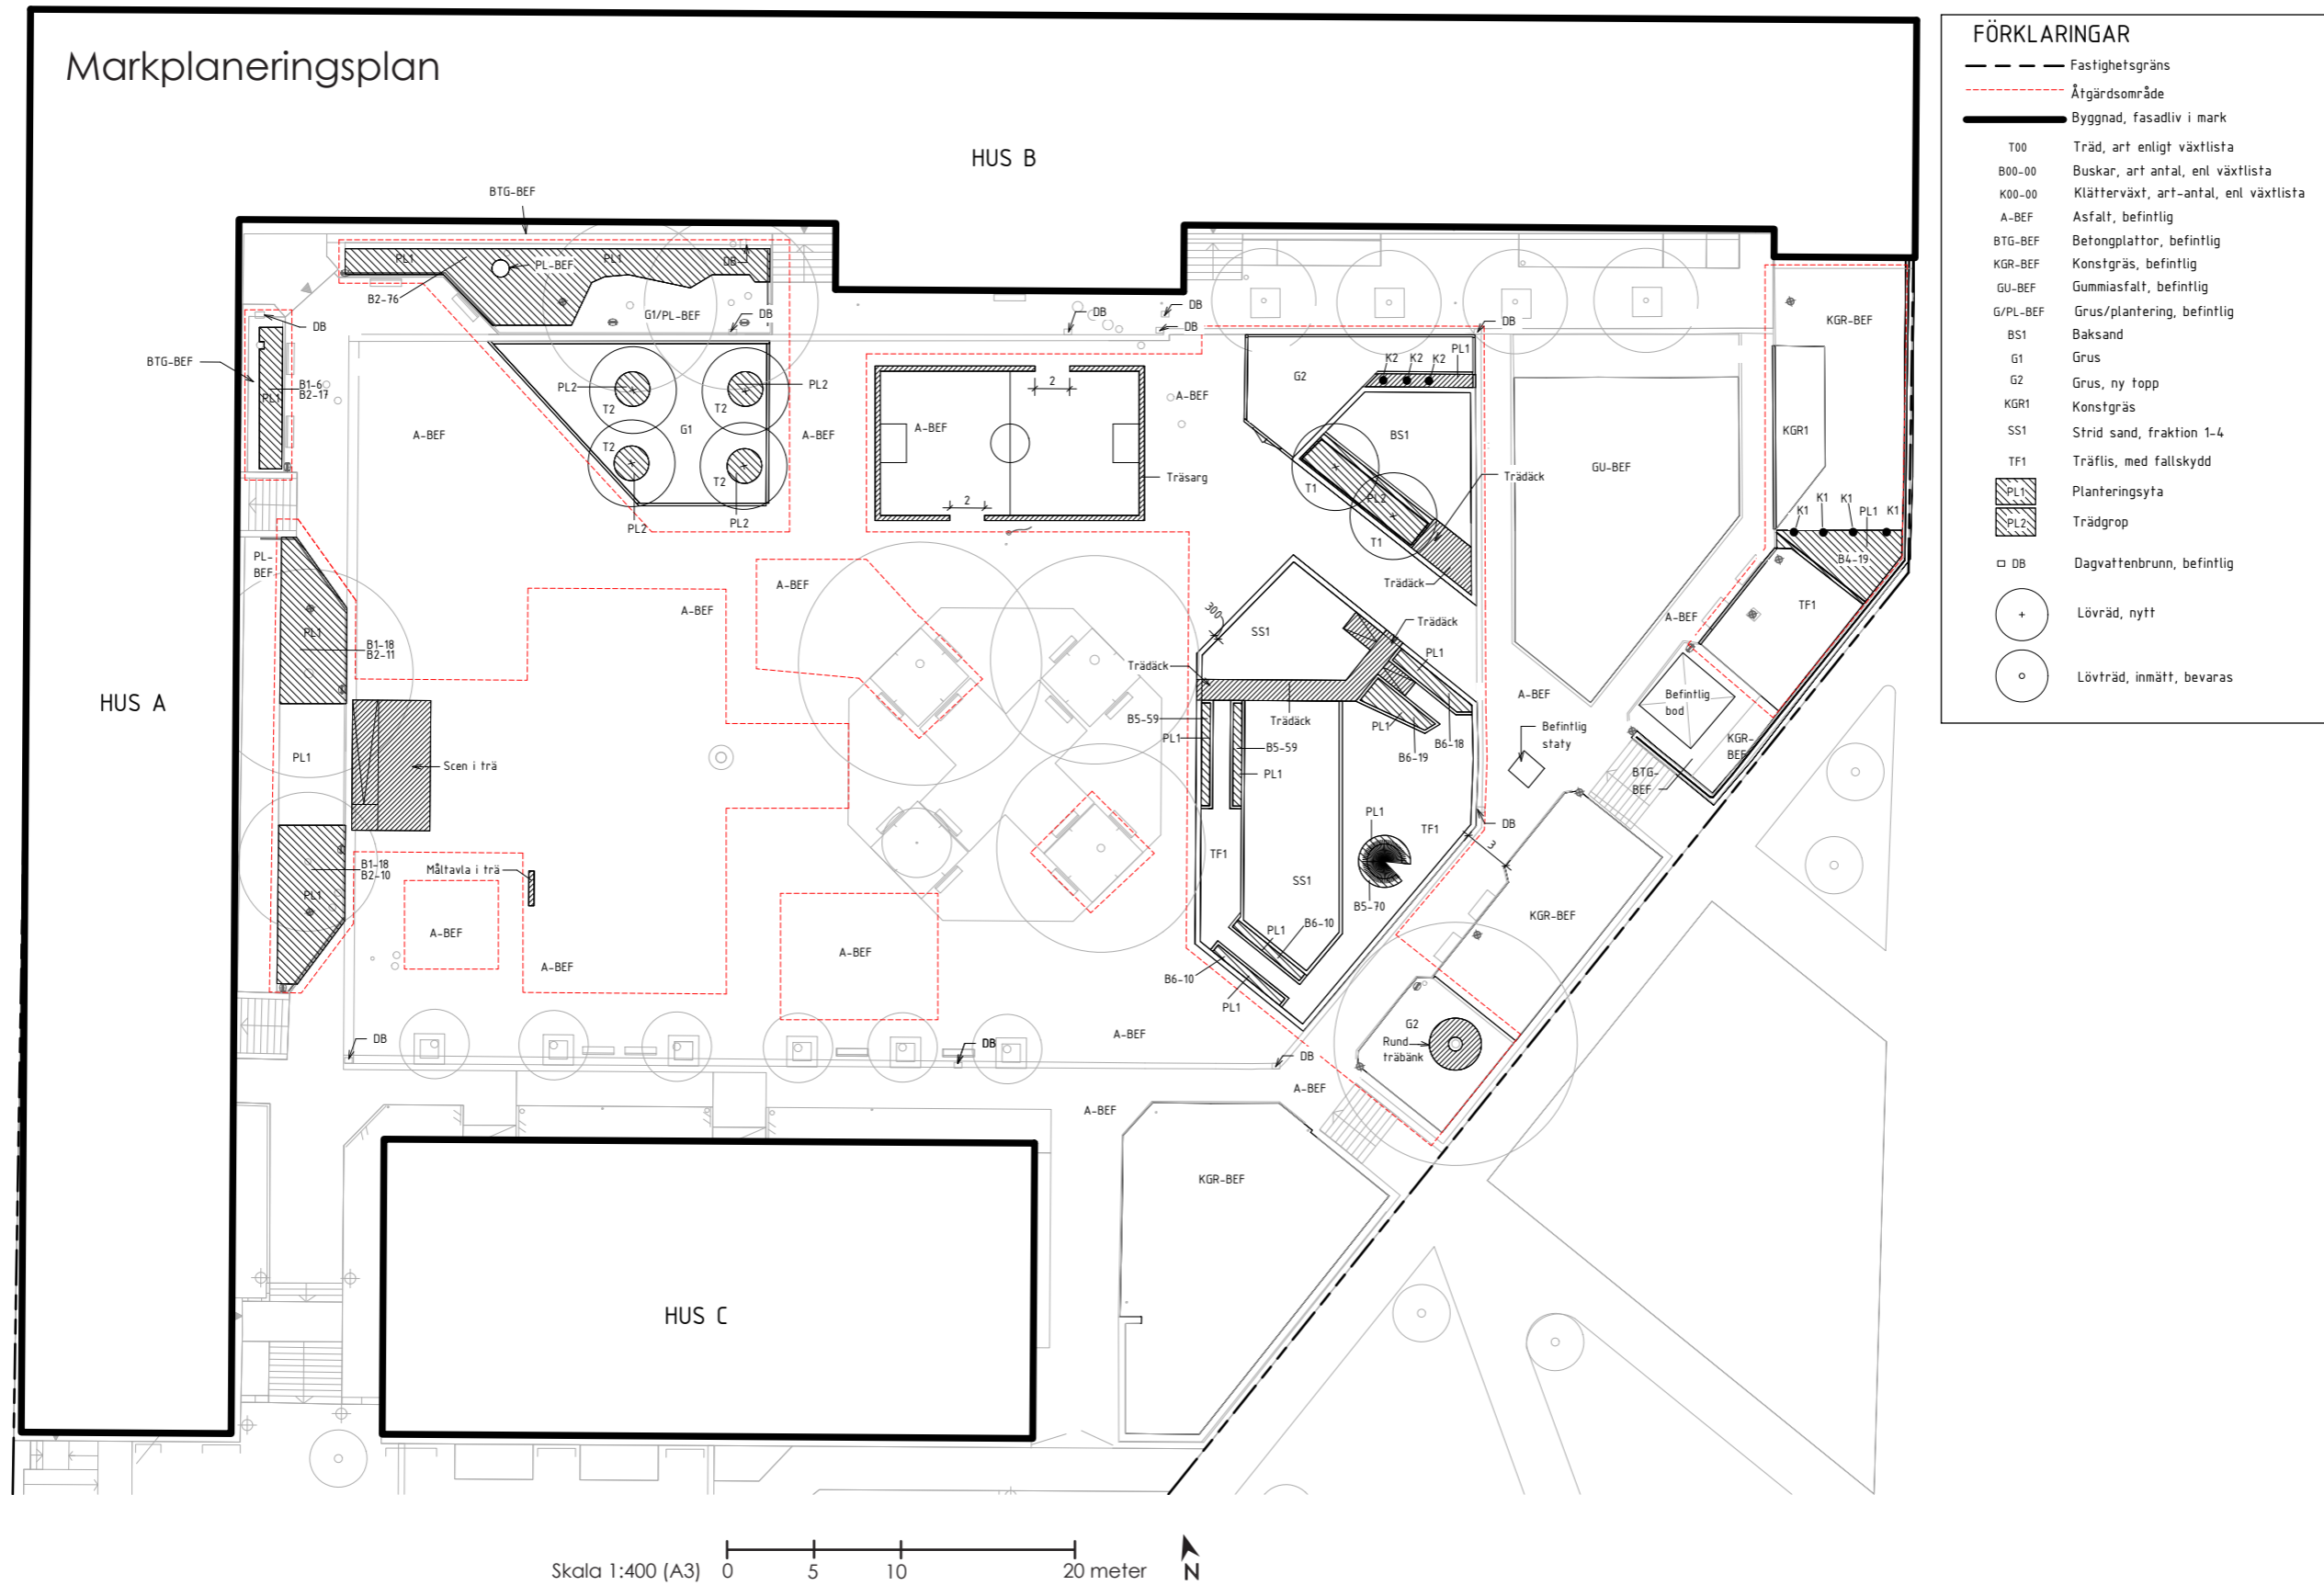 Markplaneringsplan
HUS B
BTG-BEF
PL1
PL1
PL-BEF
DB
B2-76
G1/PL-BEF
DB
DB
DB
DB
DB
DB
BTG-BEF
B1-6
B2-17
PL1
A-BEF
PL2
T2
T2
PL2
G1
T2
T2
PL2
PL2
A-BEF
A-BEF
2
2
Träsarg
A-BEF
G2
K2
K2
K2
PL1
BS1
T1
PL2
T1
Trädäck
Trädäck
GU-BEF
KGR-BEF
KGR1
K1
K1
K1
PL1
K1
B4-19
TF1
A-BEF
Befintlig
bod
KGR-
BEF
BTG-
BEF
PL-
BEF
PL1
B1-18
B2-11
HUS A
PL1
Scen i trä
A-BEF
A-BEF
300
SS1
Trädäck
Trädäck
Trädäck
PL1
PL1
B6-18
B6-19
B5-59
PL1
B5-59
PL1
A-BEF
Befintlig
staty
PL1
TF1
DB
3
TF1
SS1
B5-70
KGR-BEF
B1-18
B2-10
PL1
Måltavla i trä
A-BEF
A-BEF
A-BEF
PL1
B6-10
B6-10
PL1
G2
Rund
träbänk
DB
DB
A-BEF
DB
A-BEF
A-BEF
KGR-BEF
HUS C
Skala 1:400 (A3)
0
5
10
20 meter
N
FÖRKLARINGAR
Fastighetsgräns
Åtgärdsområde
Byggnad, fasadliv i mark
T00 Träd, art enligt växtlista
B00-00 Buskar, art antal, enl växtlista
K00-00 Klätterväxt, art-antal, enl växtlista
A-BEF Asfalt, befintlig
BTG-BEF Betongplattor, befintlig
KGR-BEF Konstgräs, befintlig
GU-BEF Gummiasfalt, befintlig
G/PL-BEF Grus/plantering, befintlig
BS1 Baksand
G1 Grus
G2 Grus, ny topp
KGR1 Konstgräs
SS1 Strid sand, fraktion 1-4
TF1 Träflis, med fallskydd
PL1 Planteringsyta
PL2 Trädgrop
DB Dagvattenbrunn, befintlig
Lövräd, nytt
Lövträd, inmätt, bevaras